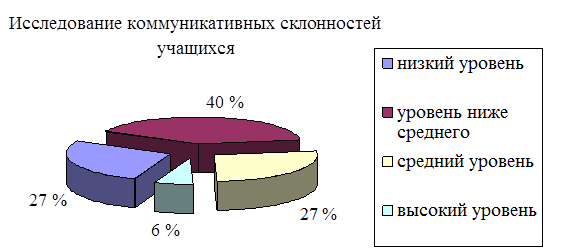 Исследование коммуникативных склонностей
учащихся
40 %
27 %
6 %
27 %
низкий уровень
уровень ниже
среднего
средний уровень
высокий уровень